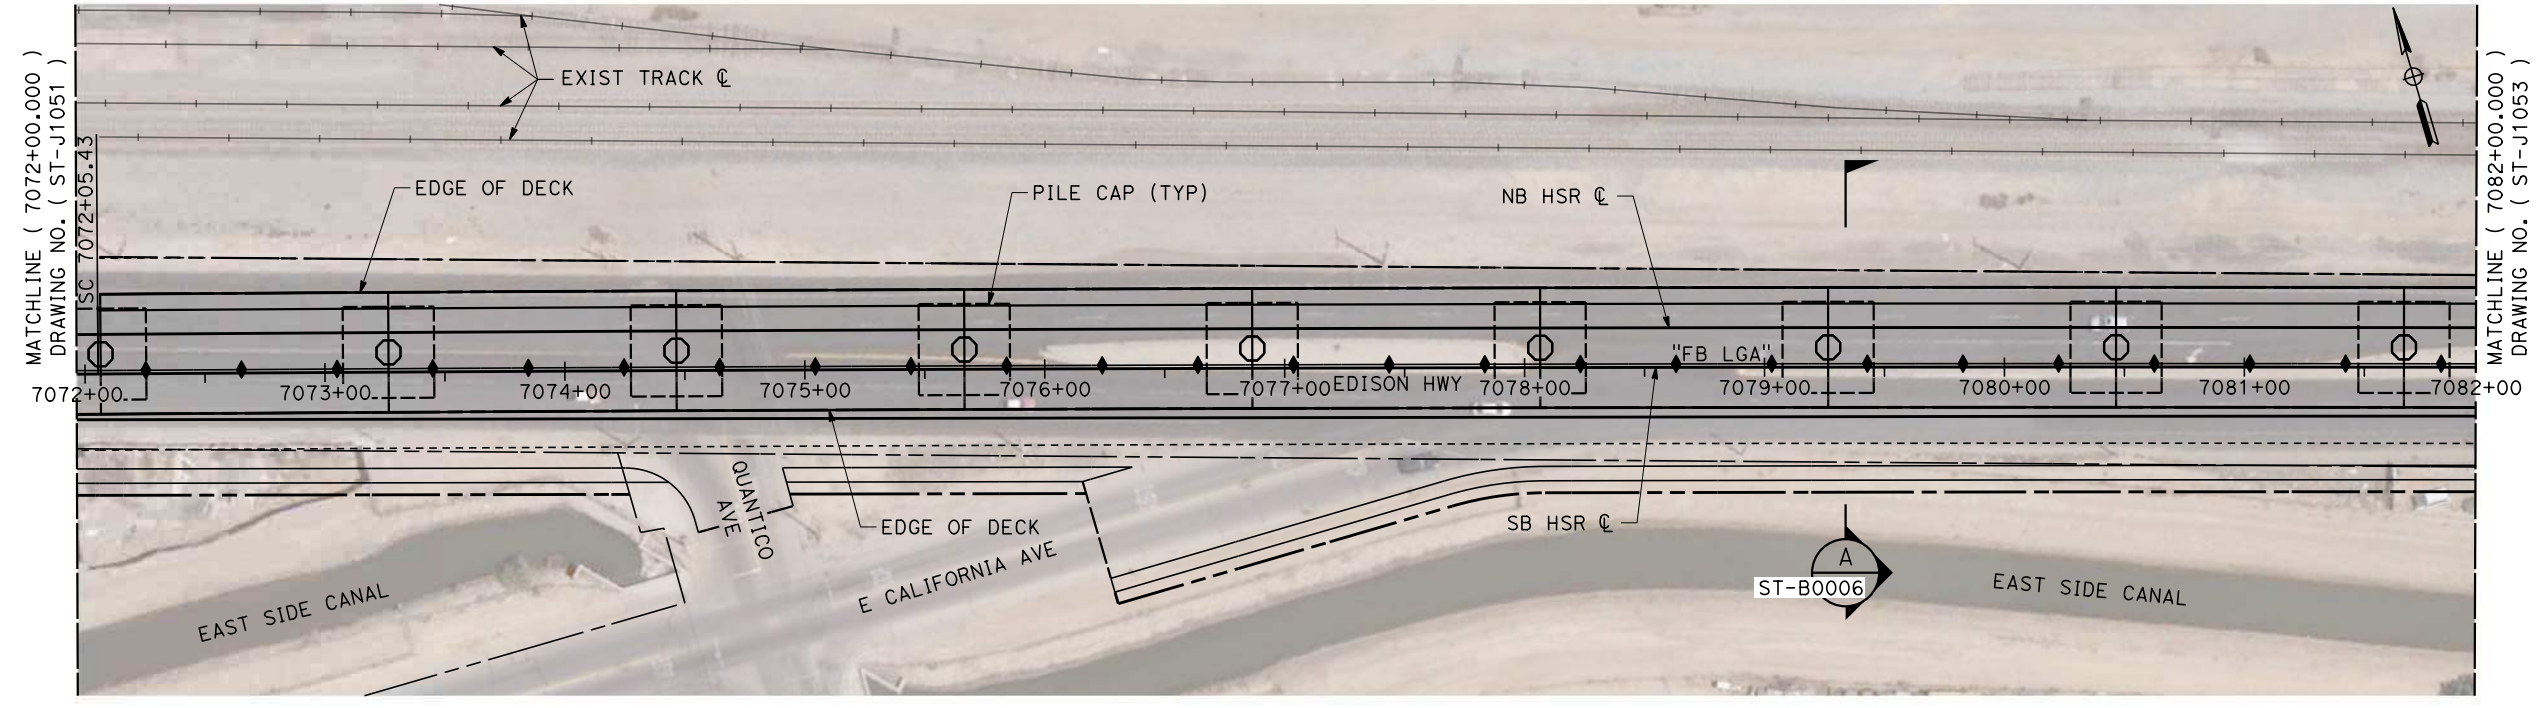 MATCHLINE ( 7072+00.000 )
DRAWING NO. ( ST-J1051 )
SC 7072+05.43
EXIST TRACK ℄
EDGE OF DECK
PILE CAP (TYP)
NB HSR ℄
MATCHLINE ( 7082+00.000 )
DRAWING NO. ( ST-J1053 )
"FB LGA"
7072+00
7073+00
7074+00
7075+00
7076+00
7077+00
EDISON HWY
7078+00
7079+00
7080+00
7081+00
7082+00
QUANTICO
AVE
EDGE OF DECK
SB HSR ℄
E CALIFORNIA AVE
EAST SIDE CANAL
A
ST-B0006
EAST SIDE CANAL